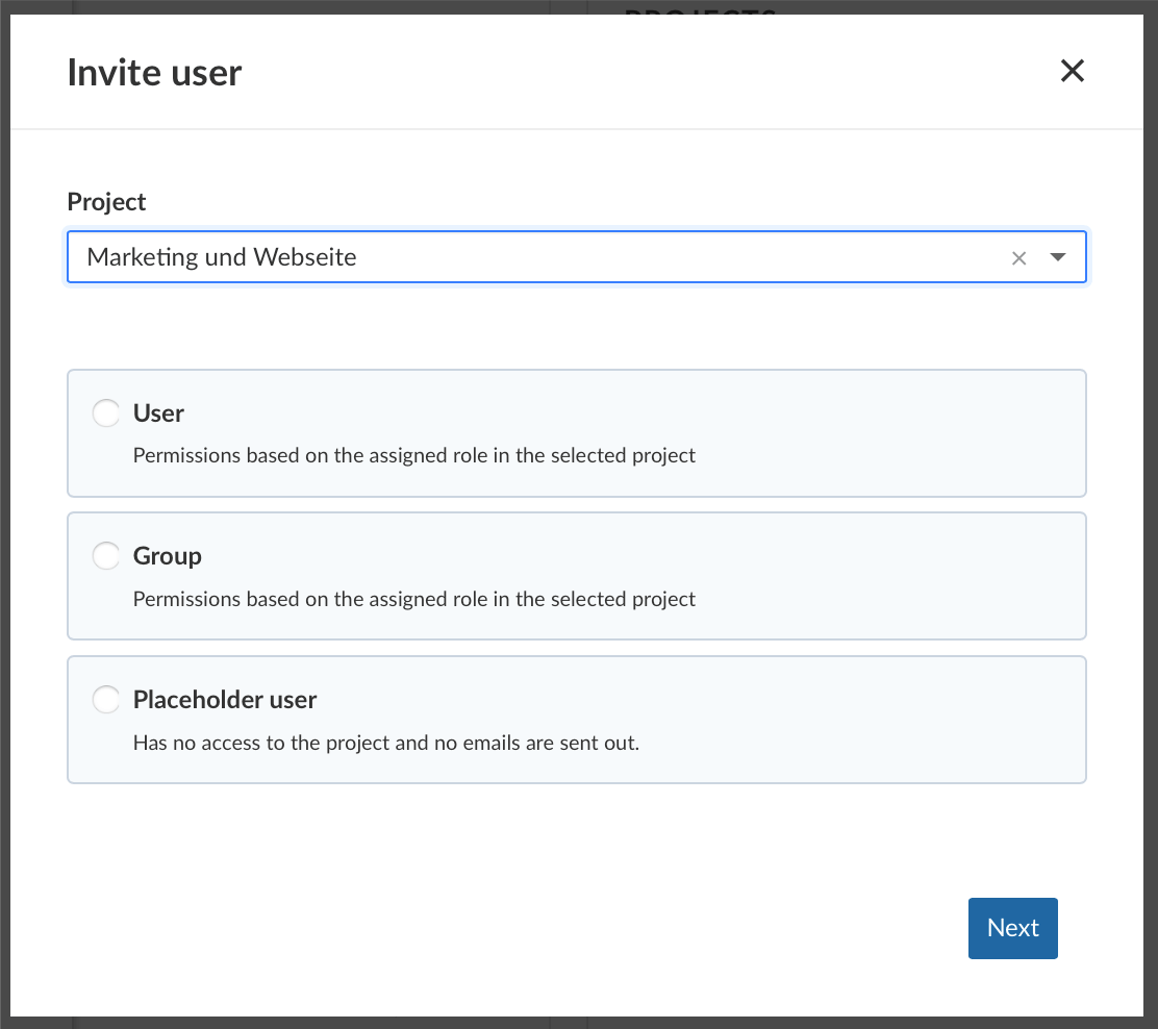 PROJECTS
Invite user
Project
Marketing und Webseite
User
Permissions based on the assigned role in the selected project
Group
Permissions based on the assigned role in the selected project
Placeholder user
Has no access to the project and no emails are sent out.
Next